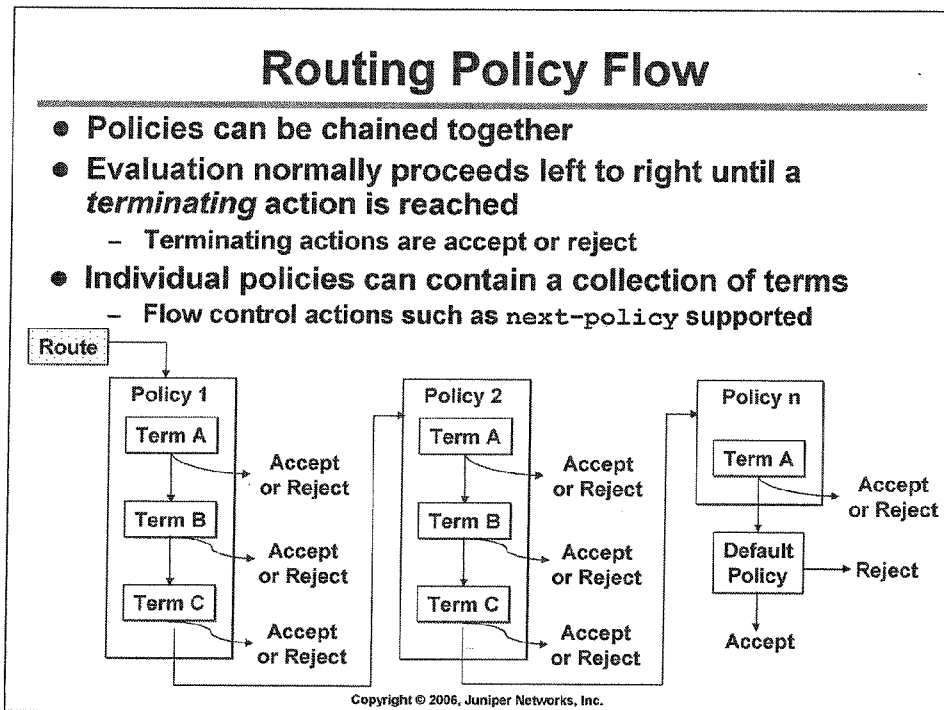 Routing Policy Flow
● Policies can be chained together
● Evaluation normally proceeds left to right until a
terminating action is reached
– Terminating actions are accept or reject
● Individual policies can contain a collection of terms
– Flow control actions such as next-policy supported
Route
Policy 1
Term A
Accept
or Reject
Term B
Accept
or Reject
Term C
Accept
or Reject
Policy 2
Term A
Accept
or Reject
Term B
Accept
or Reject
Term C
Accept
or Reject
Policy n
Term A
Accept
or Reject
Default
Policy
Reject
Accept
Copyright © 2006, Juniper Networks, Inc.